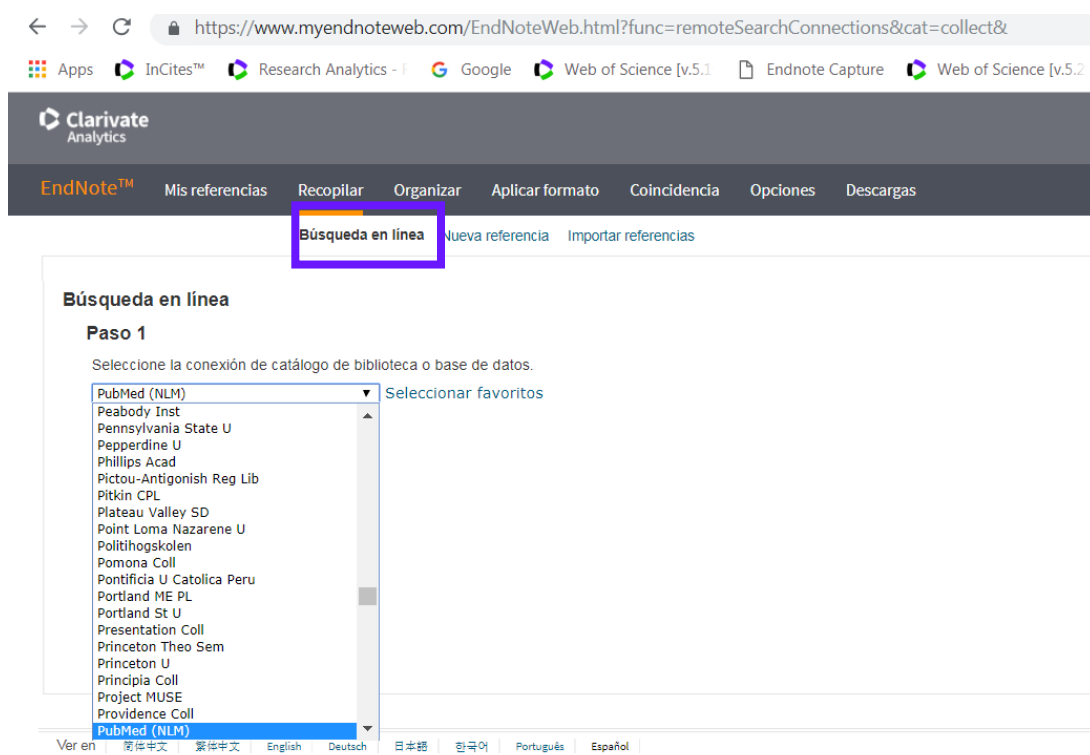 https://www.myendnoteweb.com/EndNoteWeb.html?func=remoteSearchConnections&cat=collect&
Apps InCites™ Research Analytics - Google Web of Science [v.5.1 Endnote Capture Web of Science [v.5.2
Clarivate
Analytics
EndNote™ Mis referencias Recopilar Organizar Aplicar formato Coincidencia Opciones Descargas
Búsqueda en línea Nueva referencia Importar referencias
Búsqueda en línea
Paso 1
Seleccione la conexión de catálogo de biblioteca o base de datos.
PubMed (NLM) Seleccionar favoritos
Peabody Inst
Pennsylvania State U
Pepperdine U
Phillips Acad
Pictou-Antigonish Reg Lib
Pitkin CPL
Plateau Valley SD
Point Loma Nazarene U
Politihogskolen
Pomona Coll
Pontificia U Catolica Peru
Portland ME PL
Portland St U
Presentation Coll
Princeton Theo Sem
Princeton U
Principia Coll
Project MUSE
Providence Coll
PubMed (NLM)
Ver en 简体中文 繁体中文 English Deutsch 日本語 한국어 Português Español